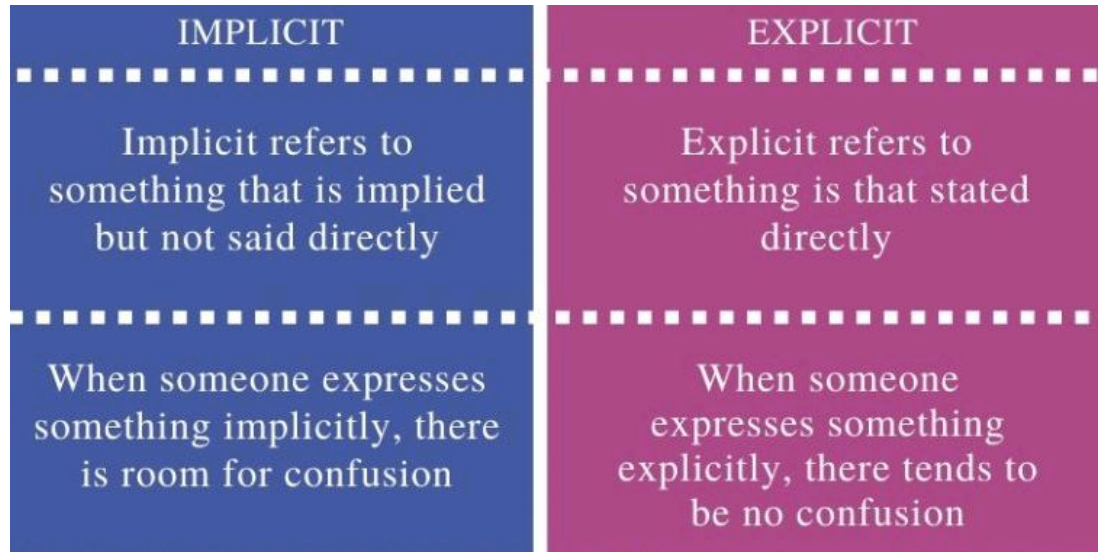 IMPLICIT
Implicit refers to
something that is implied
but not said directly
When someone expresses
something implicitly, there
is room for confusion
EXPLICIT
Explicit refers to
something is that stated
directly
When someone
expresses something
explicitly, there tends to
be no confusion